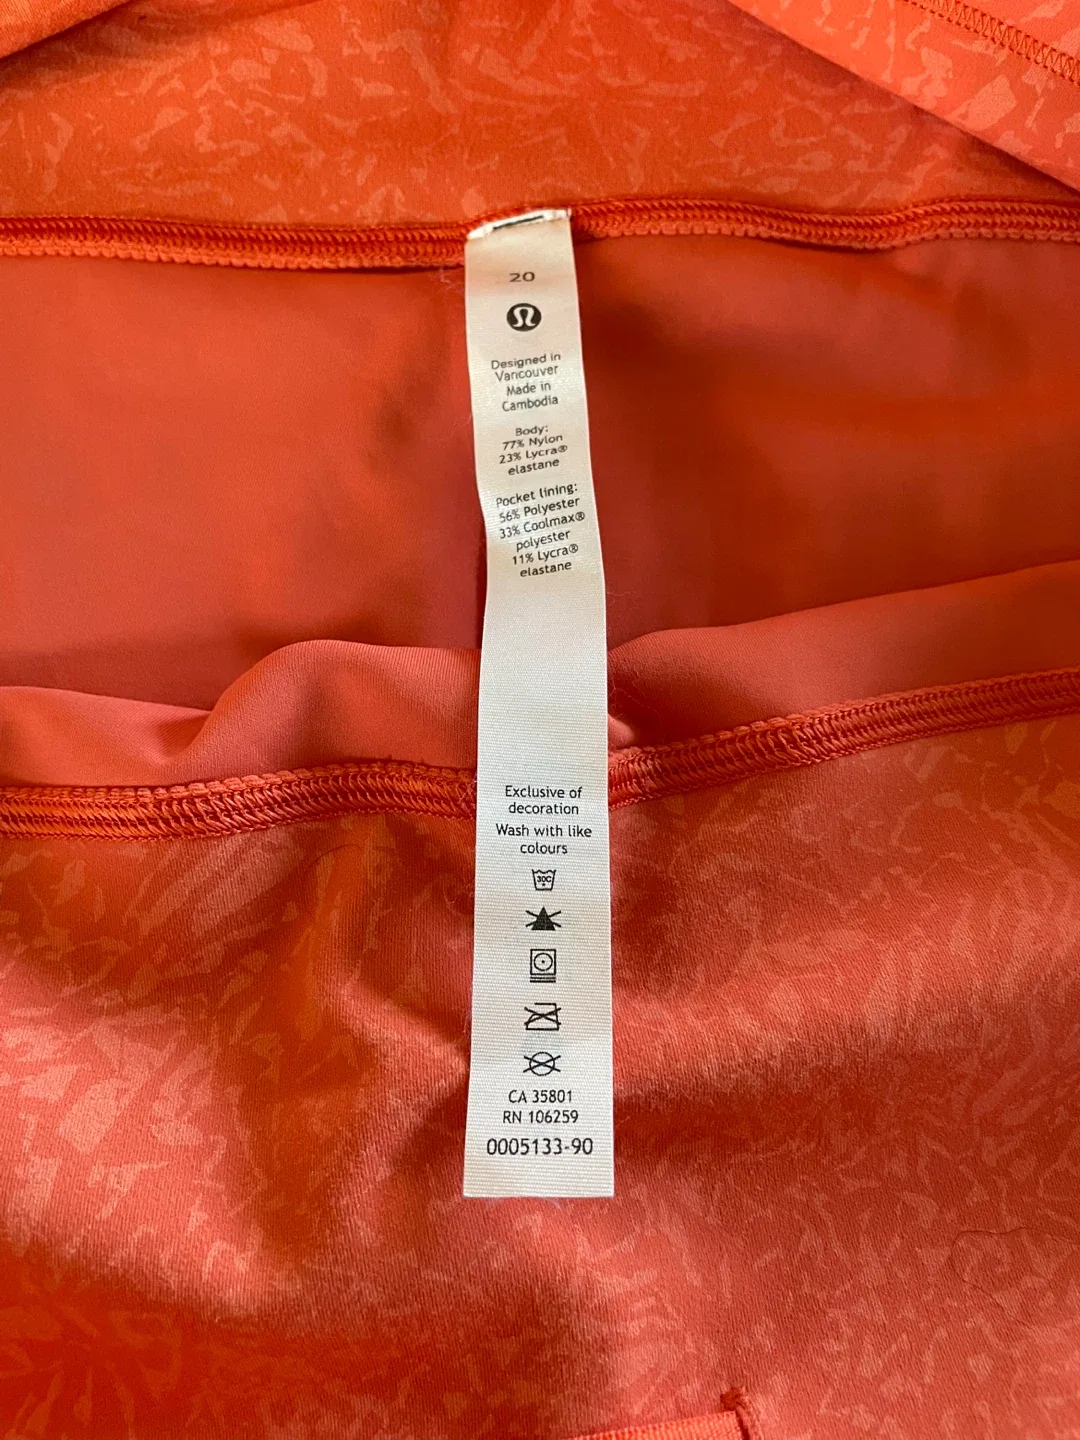 20
Designed in
Vancouver
Made in
Cambodia
Body:
77% Nylon
23% Lycra®
elastane
Pocket lining:
56% Polyester
33% Coolmax®
polyester
11% Lycra®
elastane
Exclusive of
decoration
Wash with like
colours
30C
CA 35801
RN 106259
0005133-90